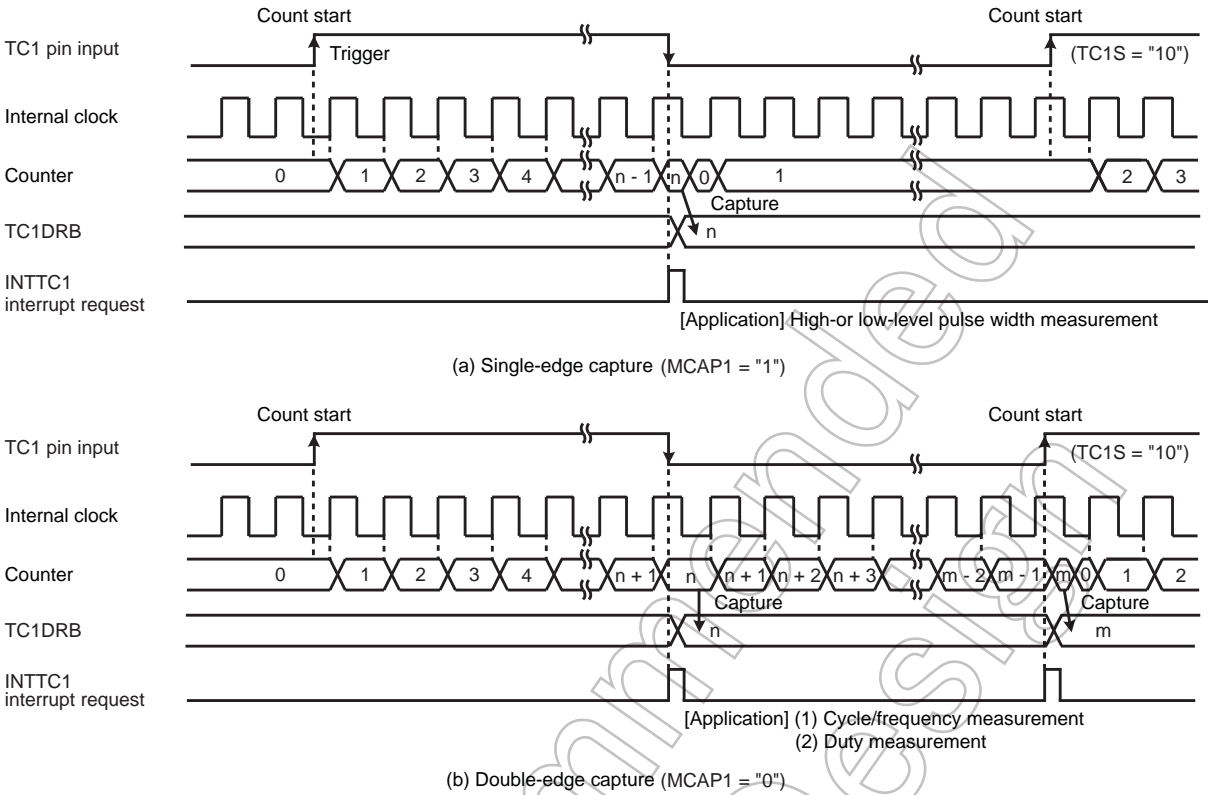 Count start Count start
TC1 pin input Trigger (TC1S = "10")
Internal clock
Counter 0 1 2 3 4 n - 1 n 0 1 2 3
Capture
TC1DRB n
INTTC1
interrupt request
[Application] High-or low-level pulse width measurement
(a) Single-edge capture (MCAP1 = "1")
Count start Count start
TC1 pin input (TC1S = "10")
Internal clock
Counter 0 1 2 3 4 n + 1 n n + 1 n + 2 n + 3 m - 2 m - 1 m 0 1 2
Capture Capture
TC1DRB n m
INTTC1
interrupt request
[Application] (1) Cycle/frequency measurement
(2) Duty measurement
(b) Double-edge capture (MCAP1 = "0")